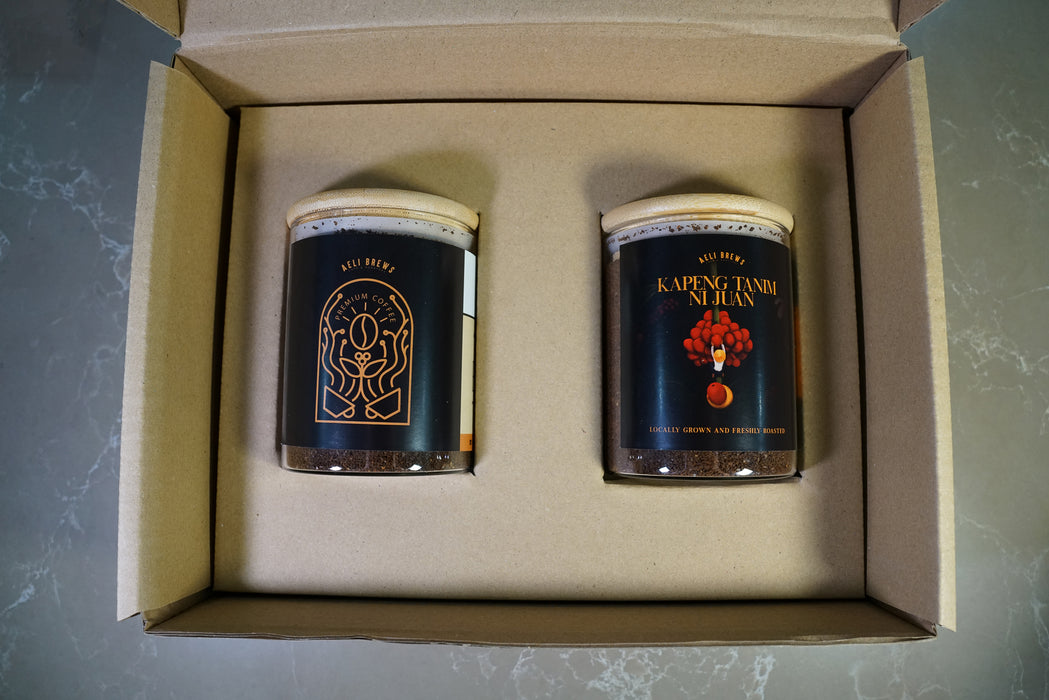 AELI BREWS
PREMIUM COFFEE
AELI BREWS
KAPENG TANIM
NI JUAN
LOCALLY GROWN AND FRESHLY ROASTED